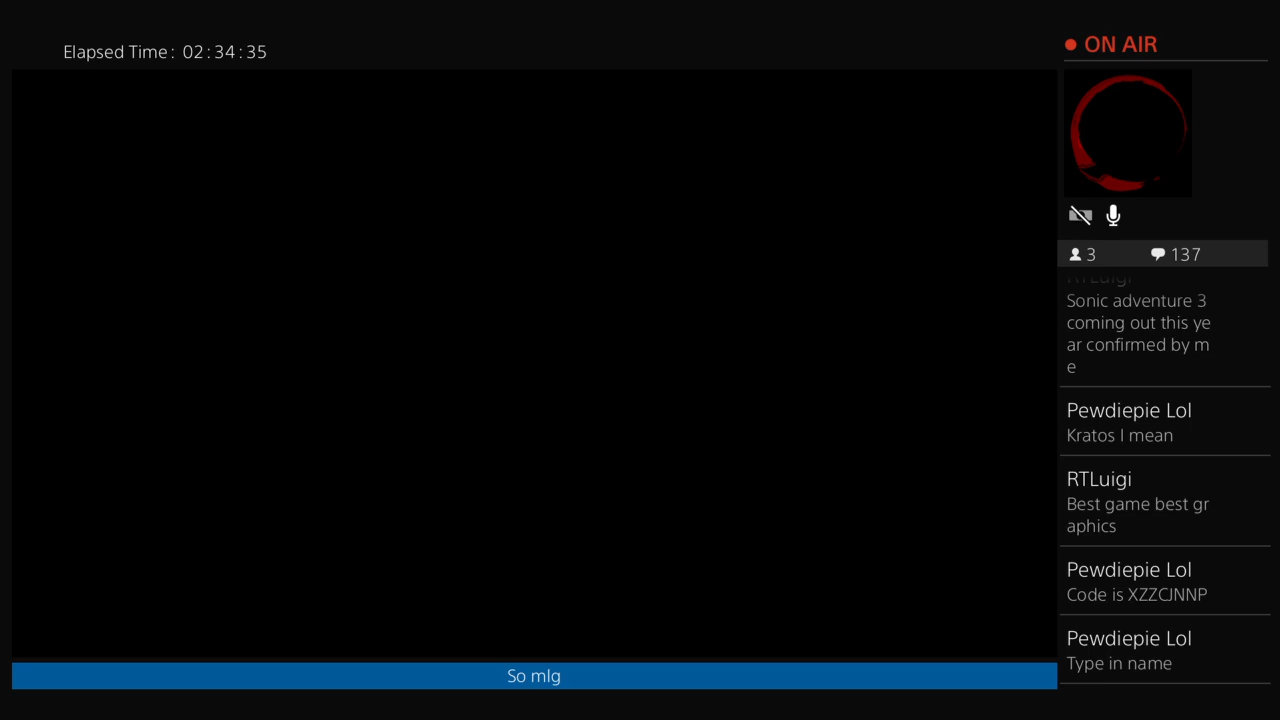 Elapsed Time: 02:34:35
ON AIR
3 137
RTLuigi
Sonic adventure 3
coming out this ye
ar confirmed by m
e
Pewdiepie Lol
Kratos I mean
RTLuigi
Best game best gr
aphics
Pewdiepie Lol
Code is XZZCJNNP
Pewdiepie Lol
Type in name
So mlg